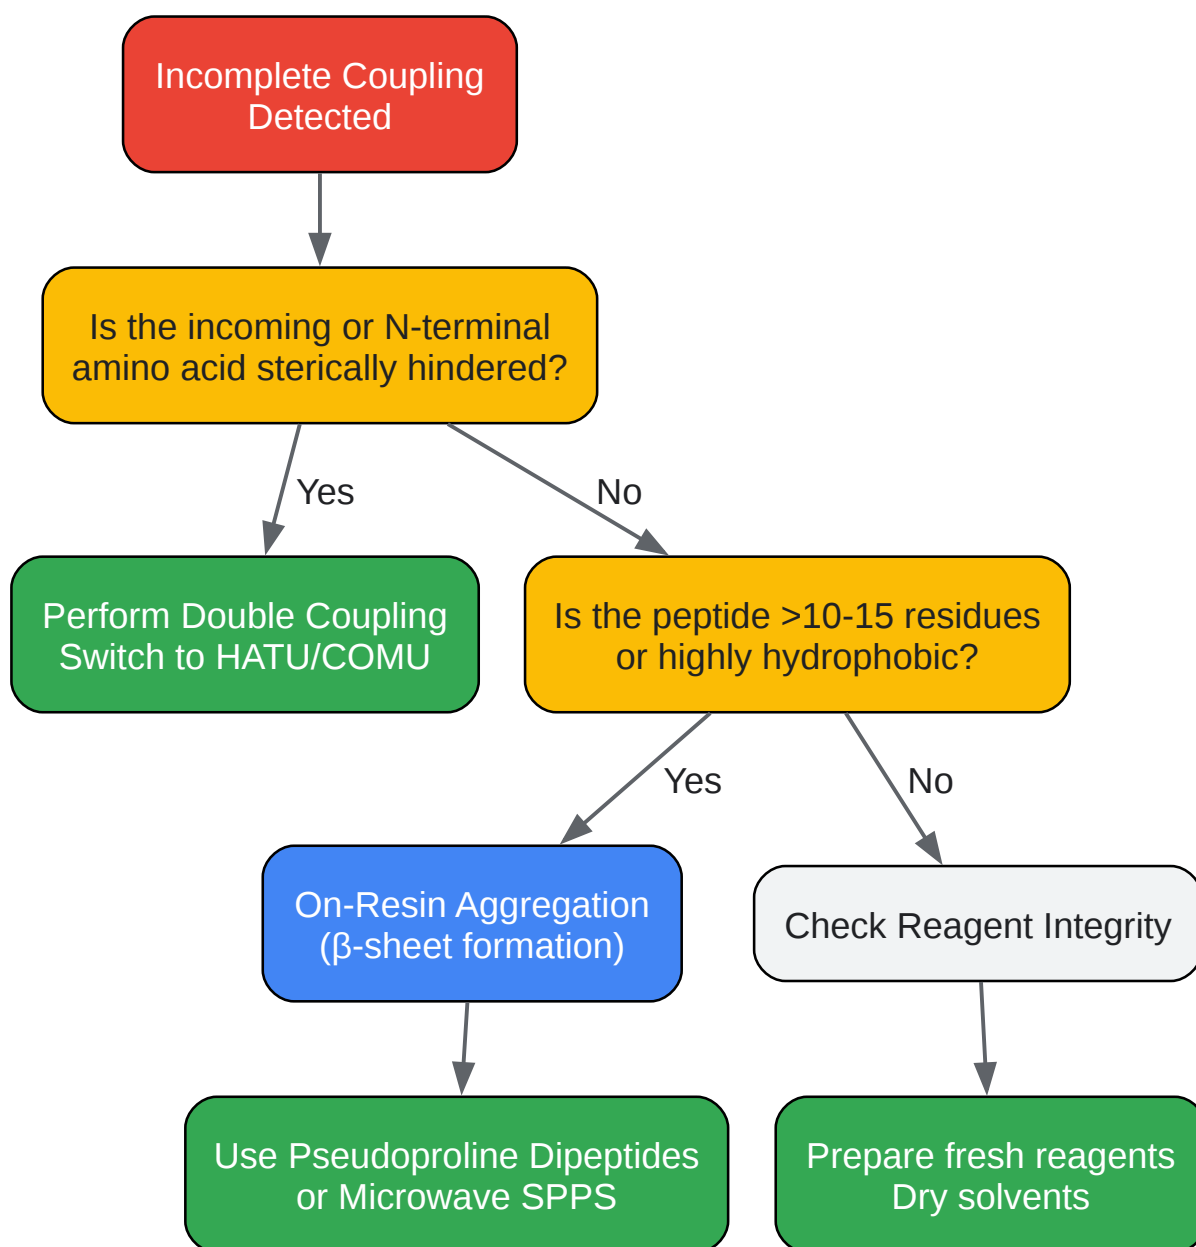 Incomplete Coupling
Detected
Is the incoming or N-terminal
amino acid sterically hindered?
Yes
No
Perform Double Coupling
Switch to HATU/COMU
Is the peptide >10-15 residues
or highly hydrophobic?
Yes
No
On-Resin Aggregation
(β-sheet formation)
Check Reagent Integrity
Use Pseudoproline Dipeptides
or Microwave SPPS
Prepare fresh reagents
Dry solvents